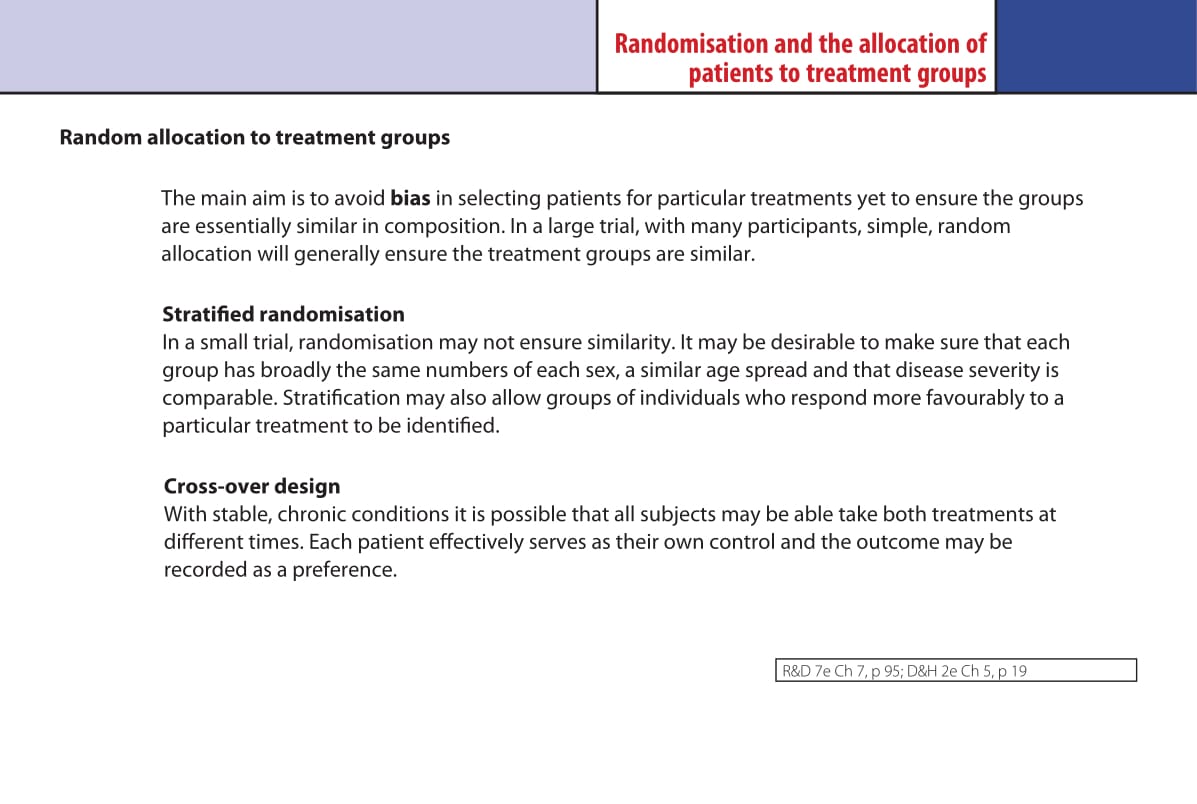 Randomisation and the allocation of
patients to treatment groups
Random allocation to treatment groups
The main aim is to avoid bias in selecting patients for particular treatments yet to ensure the groups
are essentially similar in composition. In a large trial, with many participants, simple, random
allocation will generally ensure the treatment groups are similar.
Stratified randomisation
In a small trial, randomisation may not ensure similarity. It may be desirable to make sure that each
group has broadly the same numbers of each sex, a similar age spread and that disease severity is
comparable. Stratification may also allow groups of individuals who respond more favourably to a
particular treatment to be identified.
Cross-over design
With stable, chronic conditions it is possible that all subjects may be able take both treatments at
different times. Each patient effectively serves as their own control and the outcome may be
recorded as a preference.
R&D 7e Ch 7, p 95; D&H 2e Ch 5, p 19